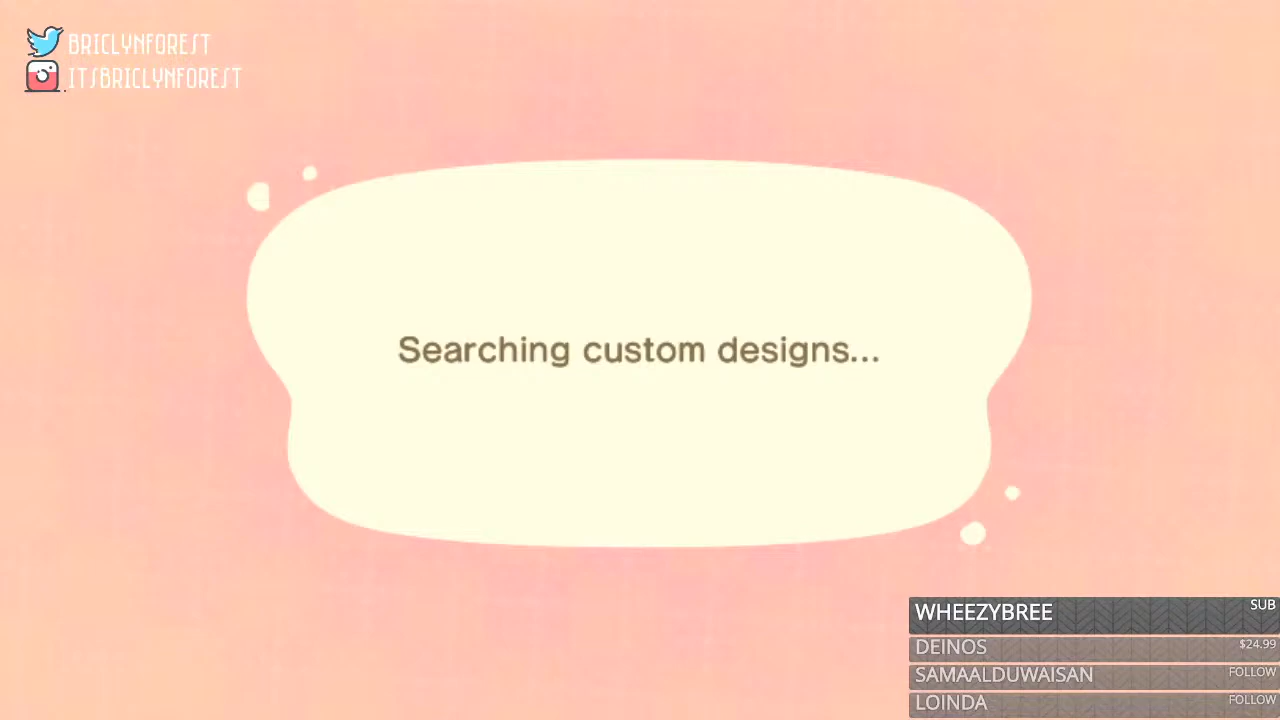 BRICLYNFOREST
ITSBRICLYNFOREST
Searching custom designs...
WHEEZYBREE SUB
DEINOS $24.99
SAMAALDUWAISAN FOLLOW
LOINDA FOLLOW